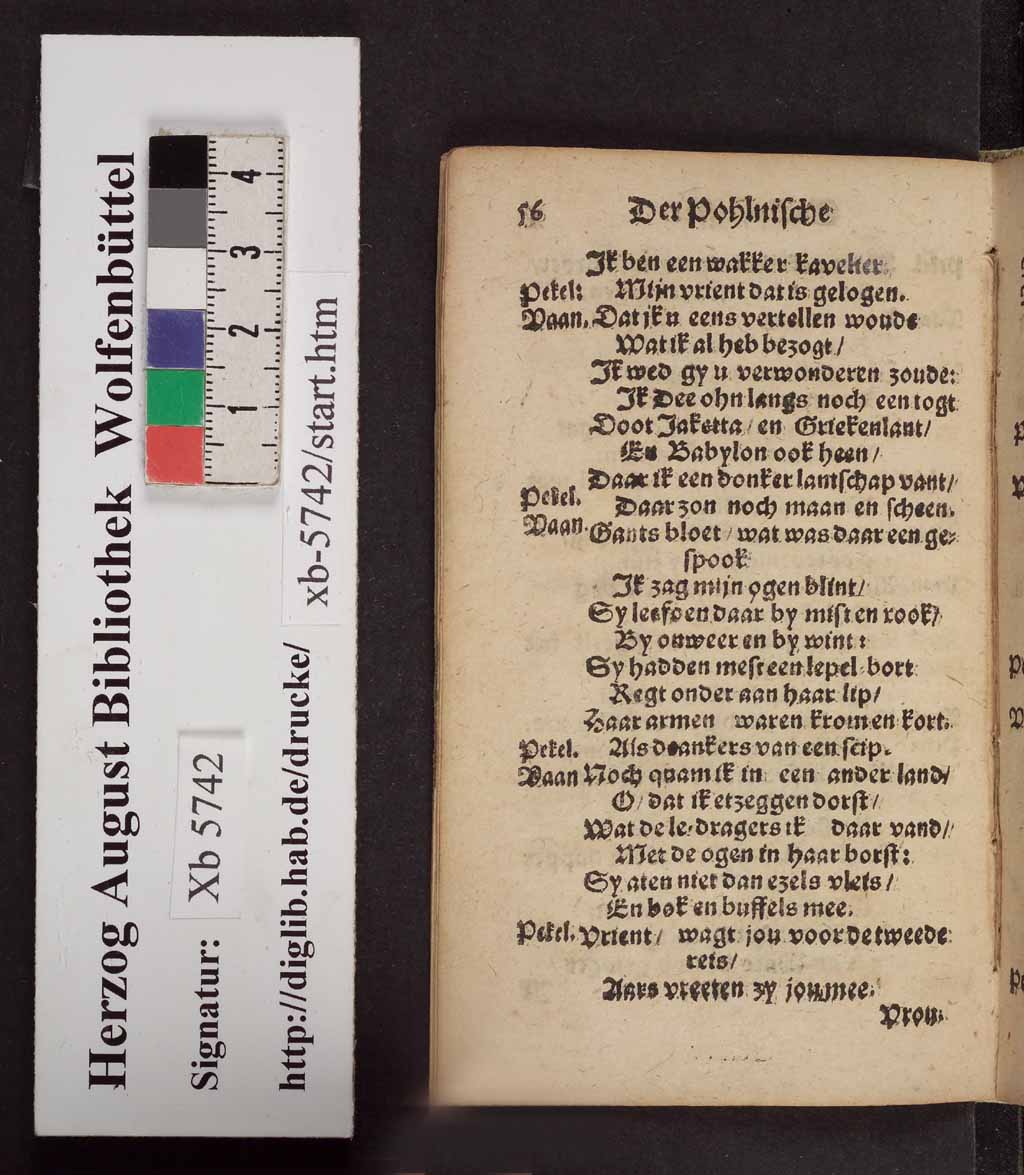 Herzog August Bibliothek Wolfenbüttel
Signatur: Xb 5742
http://diglib.hab.de/drucke/ xb-5742/start.htm
1 2 3 4
56 Der Pohlnische
Ik ben een wakker kavelier.
Pekel: Mijn vrient dat is gelogen.
Vaan. Dat jk u eens vertellen woude
Wat ik al heb bezogt /
Ik wed gy u verwonderen zoude:
Ik Dee ohn langs noch een togt
Doot Jaketta / en Griekenlant /
En Babylon ook heen /
Daar ik een donker lantschap vant /
Pekel. Daar zon noch maan en scheen.
Vaan. Gants bloet / wat was daar een ge-
spook
Ik zag mijn ogen blint /
Sy leefden daar by mist en rook /
By onweer en by wint :
Sy hadden mest een lepel-bort
Regt onder aan haar lip /
Haar armen waren krom en kort.
Pekel. Als d'ankers van een scip.
Vaan Noch quam ik in een ander land /
O / dat ik et zeggen dorst /
Wat de le-dragers ik daar vand /
Met de ogen in haar borst :
Sy aten niet dan ezels vleis /
En bok en buffels mee.
Pekel. Vrient / wagt jou voor de tweede
reis /
Aars vreeten zy jou mee.
Vrou.